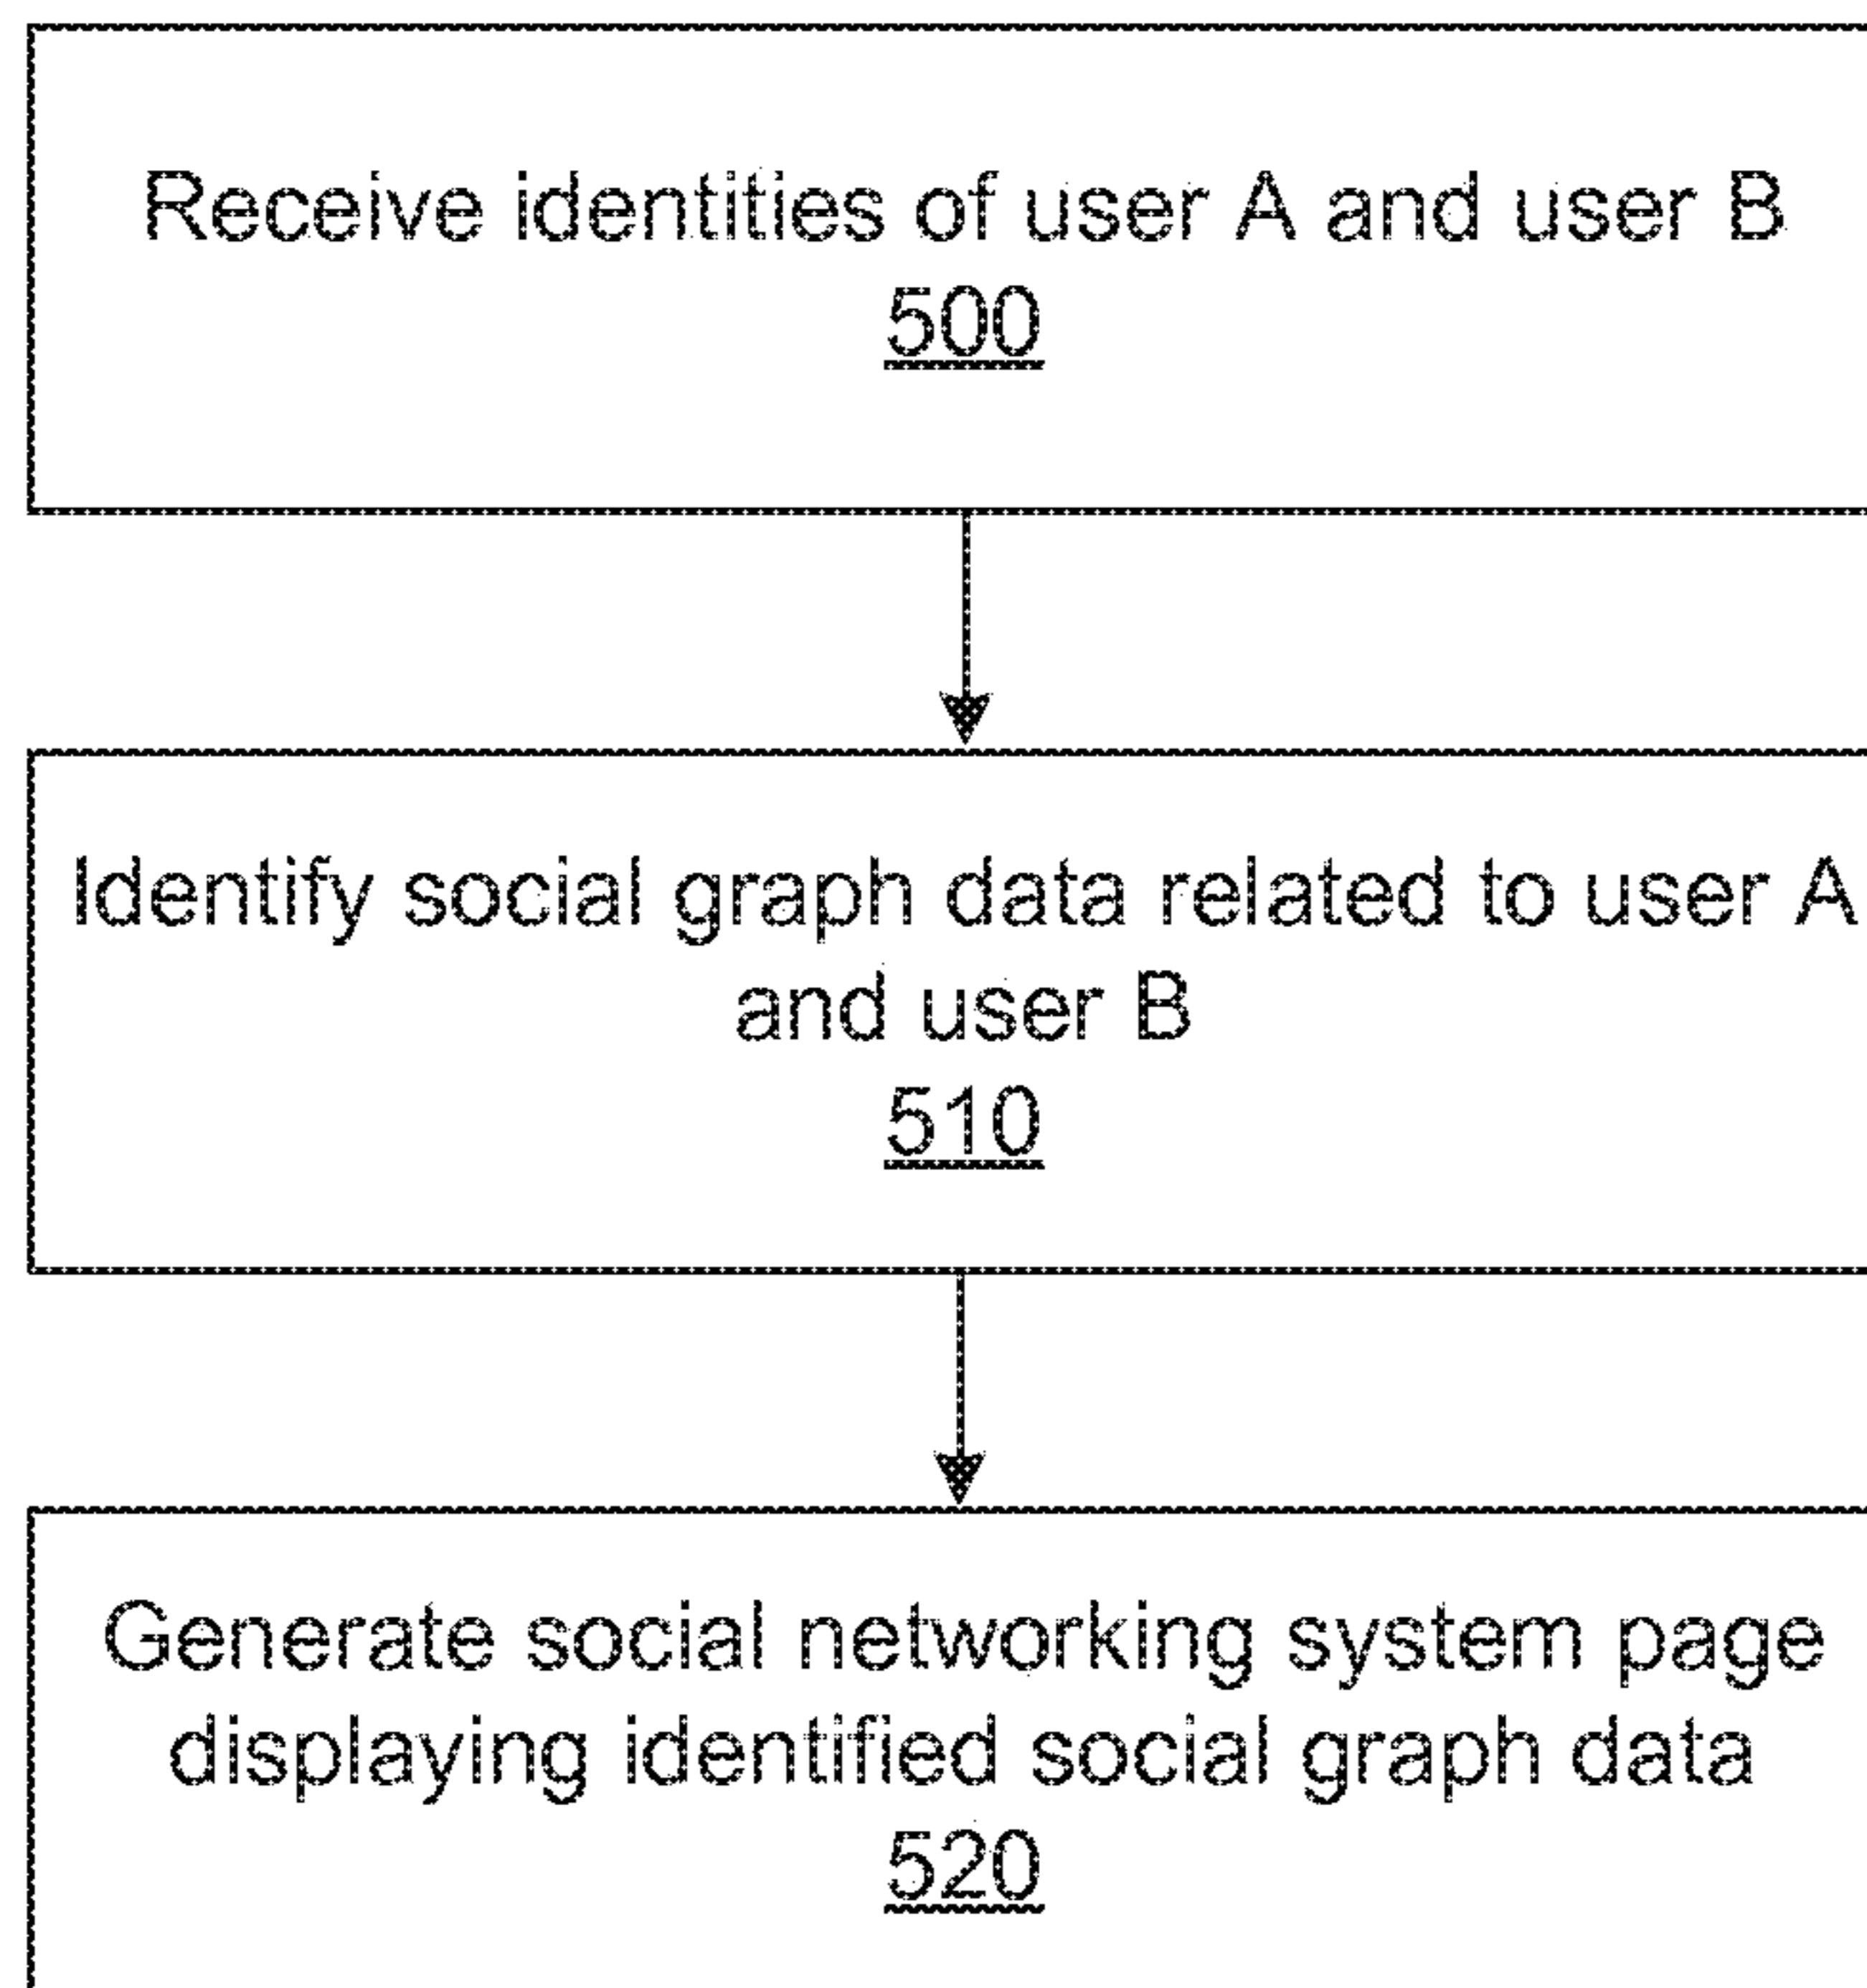 Receive identities of user A and user B
500
Identify social graph data related to user A
and user B
510
Generate social networking system page
displaying identified social graph data
520